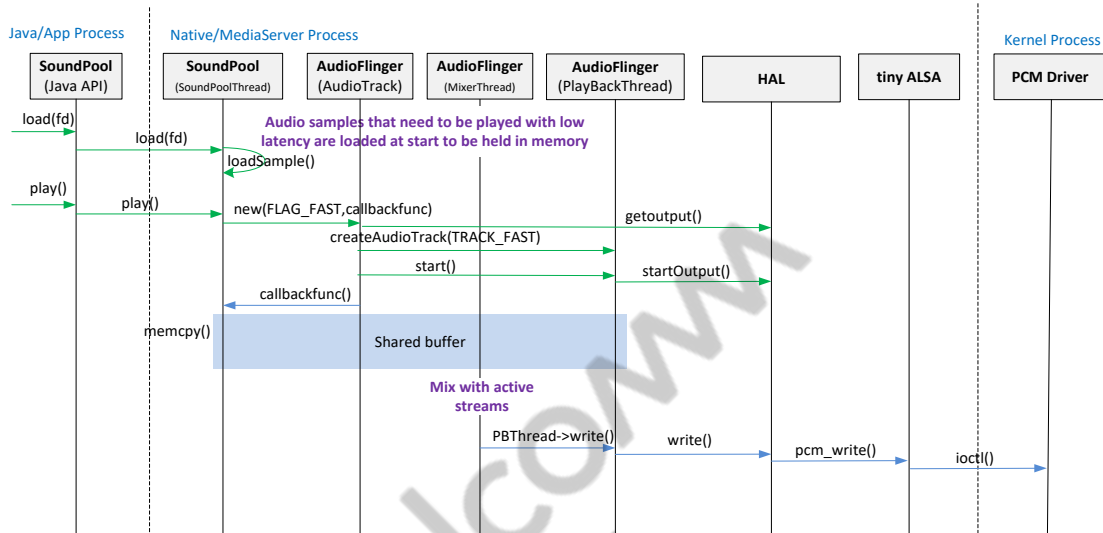 Java/App Process
Native/MediaServer Process
Kernel Process
SoundPool
(Java API)
SoundPool
(SoundPoolThread)
AudioFlinger
(AudioTrack)
AudioFlinger
(MixerThread)
AudioFlinger
(PlayBackThread)
HAL
tiny ALSA
PCM Driver
load(fd)
load(fd)
Audio samples that need to be played with low
latency are loaded at start to be held in memory
loadSample()
play()
play()
new(FLAG_FAST,callbackfunc)
getoutput()
createAudioTrack(TRACK_FAST)
start()
startOutput()
callbackfunc()
memcpy()
Shared buffer
Mix with active
streams
PBThread->write()
write()
pcm_write()
ioctl()